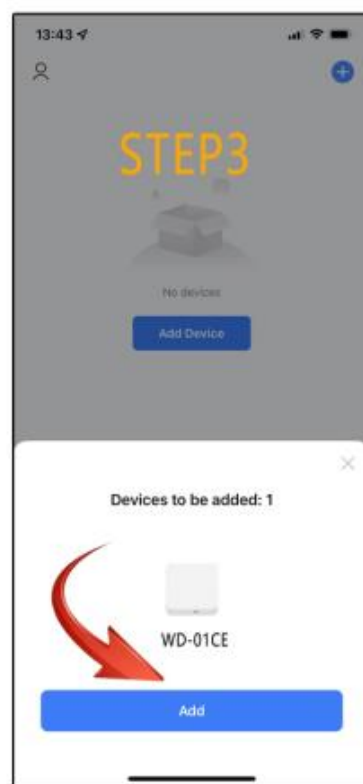 13:43
STEP3
No devices
Add Device
Devices to be added: 1
WD-01CE
Add